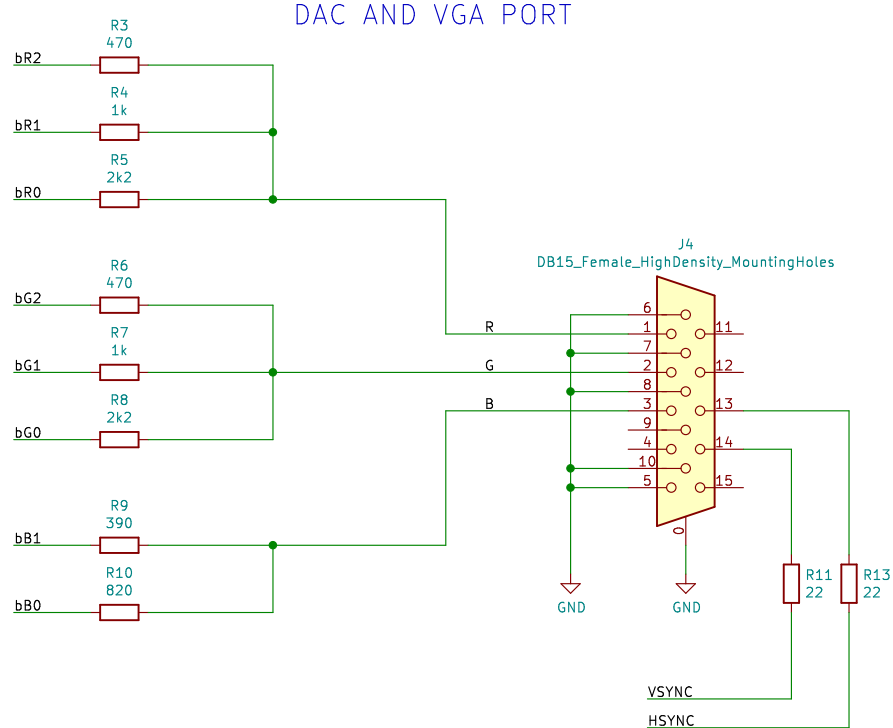 DAC AND VGA PORT
R3
470
bR2
R4
1k
bR1
R5
2k2
bR0
J4
DB15_Female_HighDensity_MountingHoles
R6
470
bG2
6
R
1
11
R7
1k
7
bG1
G
2
12
8
R8
2k2
B
3
13
bG0
9
4
14
10
5
15
R9
390
bB1
0
R10
820
bB0
R11
22
R13
22
GND
GND
VSYNC
HSYNC